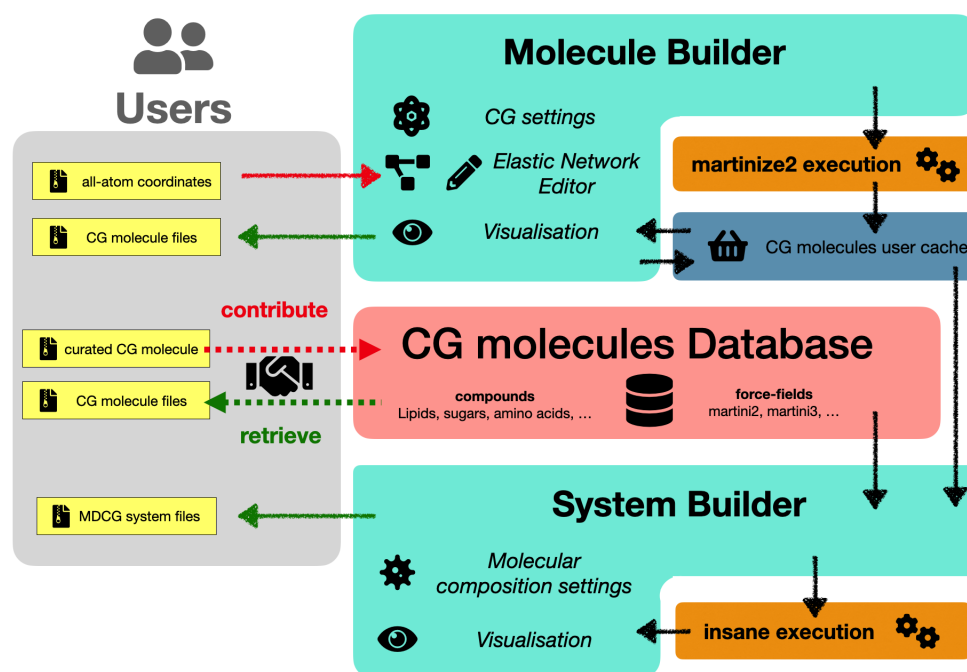 Users
all-atom coordinates
CG molecule files
contribute
curated CG molecule
CG molecule files
retrieve
MDCG system files
Molecule Builder
CG settings
Elastic Network
Editor
Visualisation
martinize2 execution
CG molecules user cache
CG molecules Database
compounds
Lipids, sugars, amino acids, ...
force-fields
martini2, martini3, ...
System Builder
Molecular
composition settings
Visualisation
insane execution